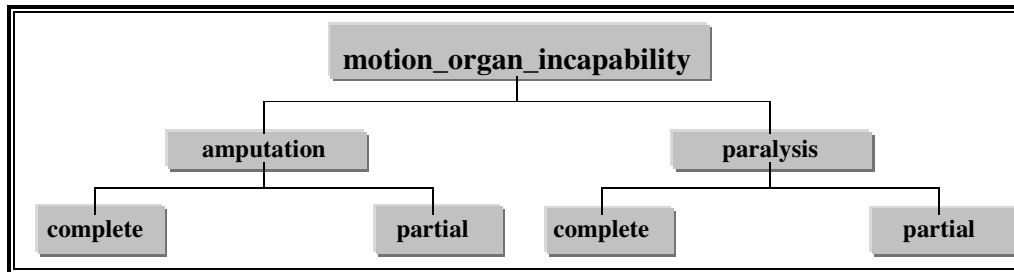 motion_organ_incapability
amputation paralysis
complete partial complete partial